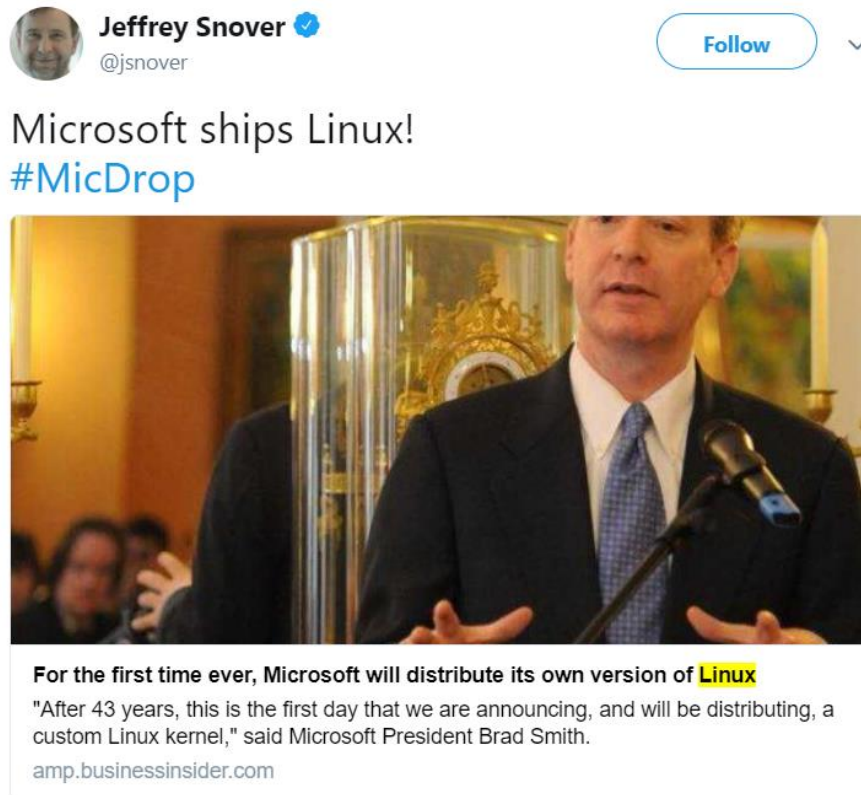 Jeffrey Snover
@jsnover
Follow
Microsoft ships Linux!
#MicDrop
For the first time ever, Microsoft will distribute its own version of Linux
"After 43 years, this is the first day that we are announcing, and will be distributing, a
custom Linux kernel," said Microsoft President Brad Smith.
amp.businessinsider.com